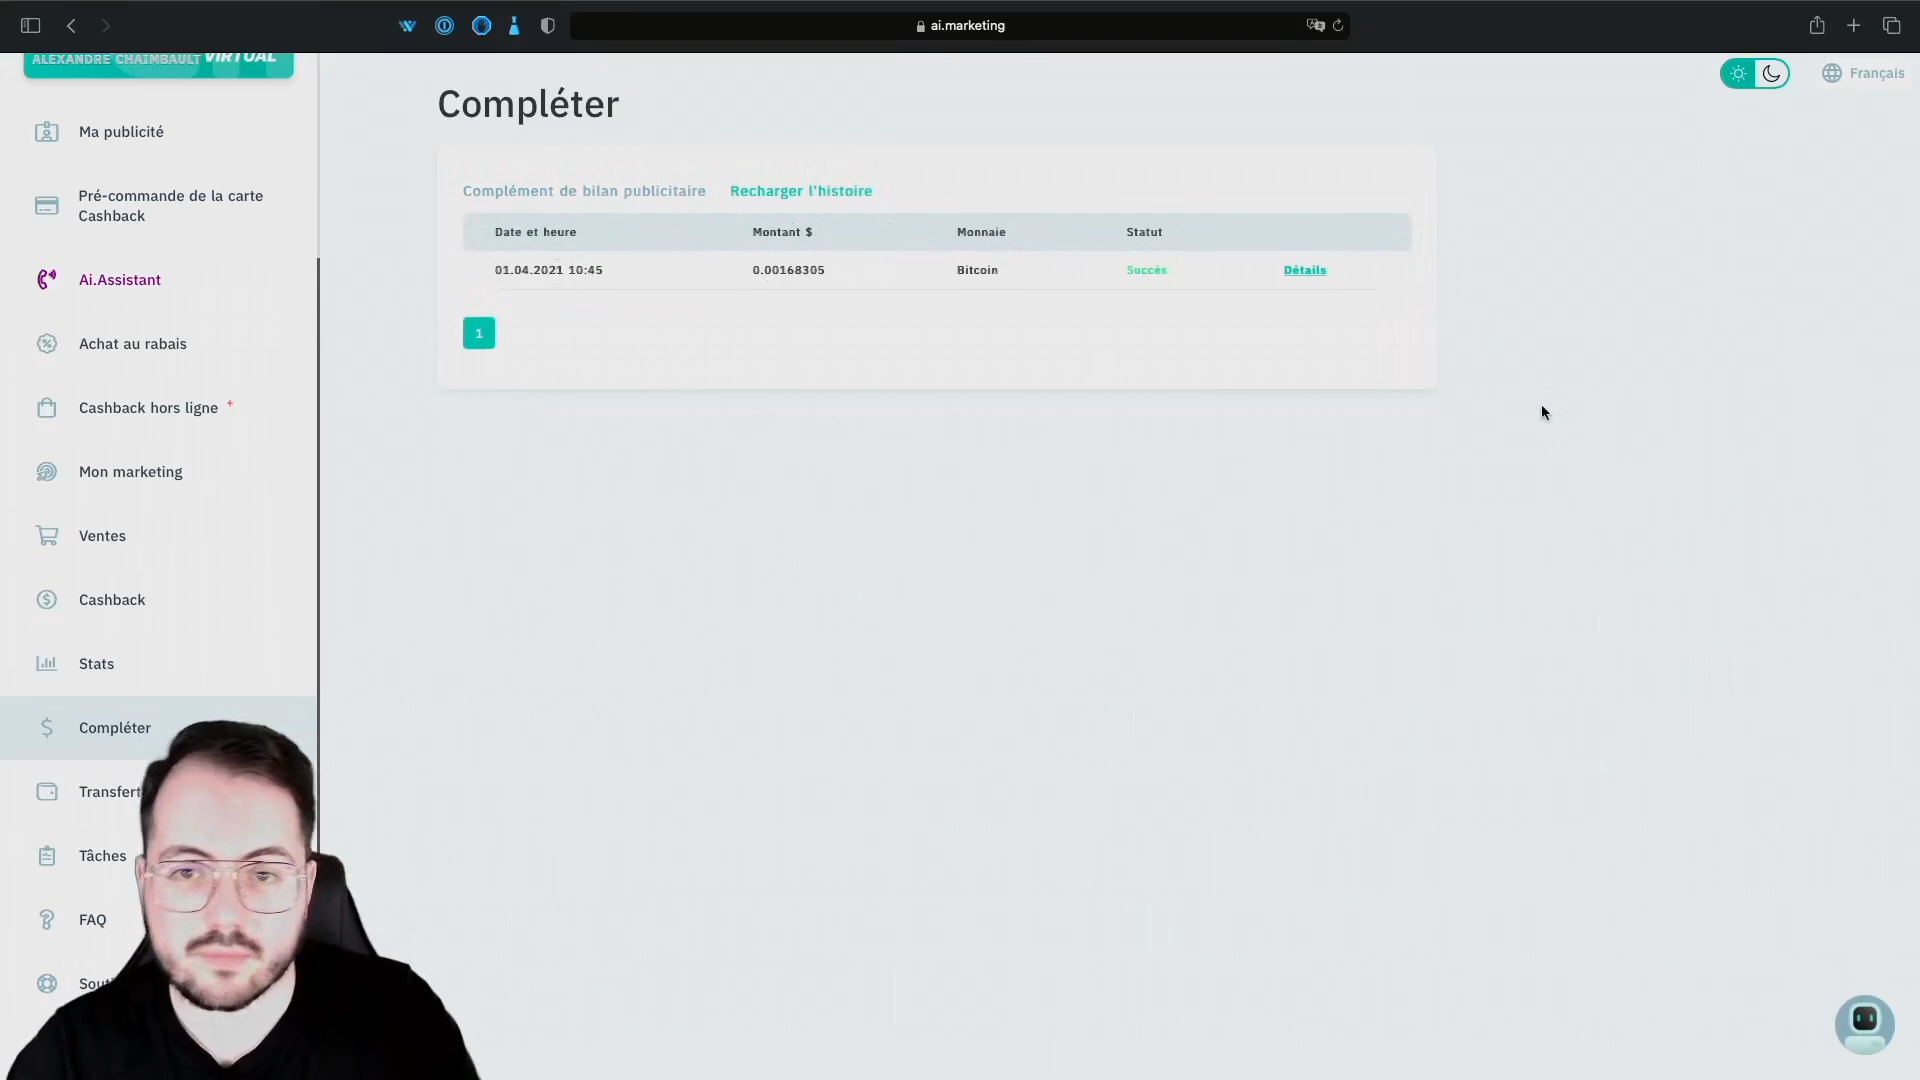 ai.marketing
ALEXANDRE CHAIMBAULT VIRTUAL
Français
Compléter
Ma publicité
Pré-commande de la carte
Cashback
Ai.Assistant
Achat au rabais
Cashback hors ligne +
Mon marketing
Ventes
Cashback
Stats
Compléter
Transfert
Tâches
FAQ
Complément de bilan publicitaire Recharger l'histoire
Date et heure Montant $ Monnaie Statut
01.04.2021 10:45 0.00168305 Bitcoin Succès Détails
1